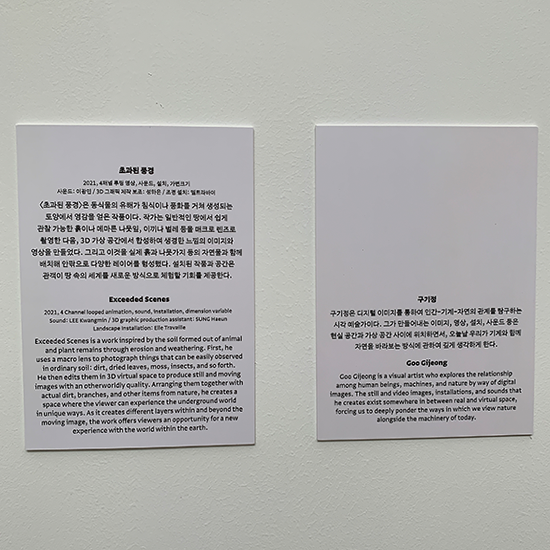 초과된 풍경
2021, 4채널 루핑 영상, 사운드, 설치, 가변크기
사운드: 이광민 / 3D 그래픽 제작 보조: 성하은 / 조경 설치: 엘트라바이
〈초과된 풍경〉은 동식물의 유해가 침식이나 풍화를 거쳐 생성되는
토양에서 영감을 얻은 작품이다. 작가는 일반적인 땅에서 쉽게
관찰 가능한 흙이나 메마른 나뭇잎, 이끼나 벌레 등을 매크로 렌즈로
촬영한 다음, 3D 가상 공간에서 합성하여 생경한 느낌의 이미지와
영상을 만들었다. 그리고 이것을 실제 흙과 나뭇가지 등의 자연물과 함께
배치해 안팎으로 다양한 레이어를 형성했다. 설치된 작품과 공간은
관객이 땅 속의 세계를 새로운 방식으로 체험할 기회를 제공한다.
Exceeded Scenes
2021, 4 Channel looped animation, sound, installation, dimension variable
Sound: LEE Kwangmin / 3D graphic production assistant: SUNG Haeun
Landscape Installation: Elle Travaille
Exceeded Scenes is a work inspired by the soil formed out of animal
and plant remains through erosion and weathering. First, he
uses a macro lens to photograph things that can be easily observed
in ordinary soil: dirt, dried leaves, moss, insects, and so forth.
He then edits them in 3D virtual space to produce still and moving
images with an otherworldly quality. Arranging them together with
actual dirt, branches, and other items from nature, he creates a
space where the viewer can experience the underground world
in unique ways. As it creates different layers within and beyond the
moving image, the work offers viewers an opportunity for a new
experience with the world within the earth.
구기정
구기정은 디지털 이미지를 통하여 인간-기계-자연의 관계를 탐구하는
시각 예술가이다. 그가 만들어내는 이미지, 영상, 설치, 사운드 등은
현실 공간과 가상 공간 사이에 위치하면서, 오늘날 우리가 기계와 함께
자연을 바라보는 방식에 관하여 깊게 생각하게 한다.
Goo Gijeong
Goo Gijeong is a visual artist who explores the relationship
among human beings, machines, and nature by way of digital
images. The still and video images, installations, and sounds that
he creates exist somewhere in between real and virtual space,
forcing us to deeply ponder the ways in which we view nature
alongside the machinery of today.